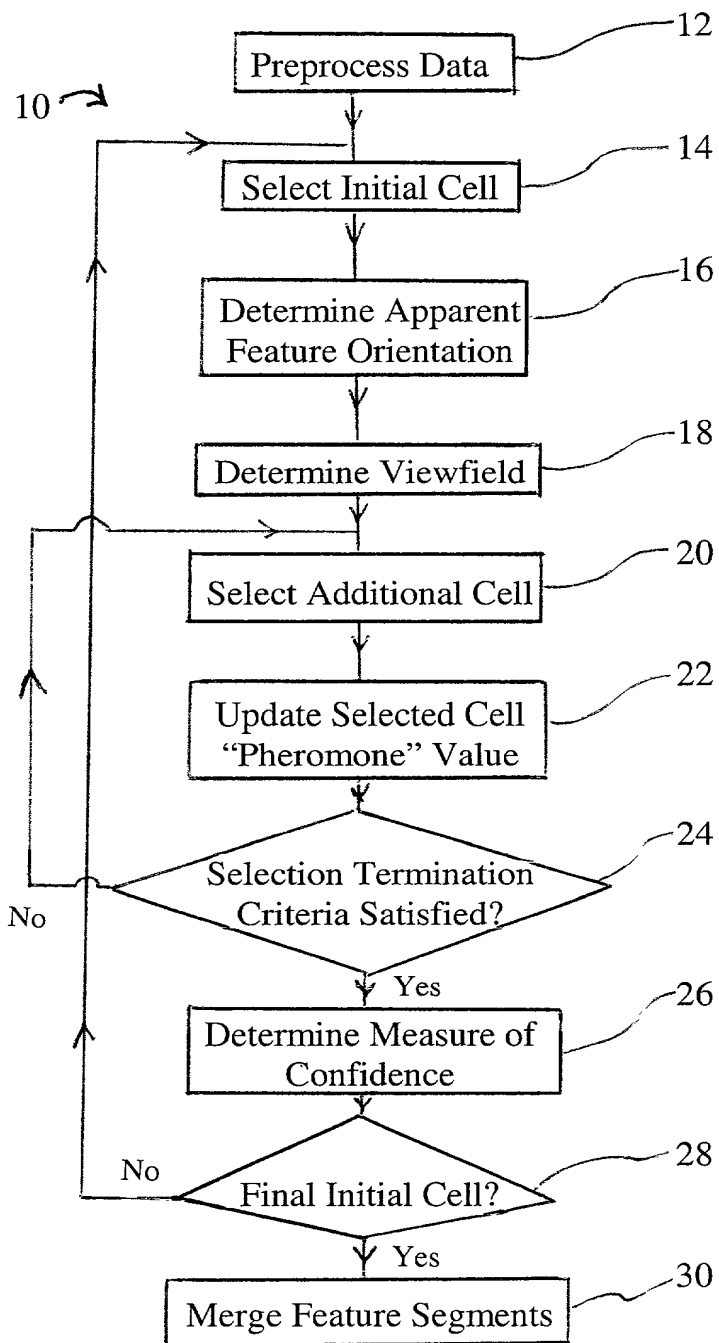 12
Preprocess Data
10
14
Select Initial Cell
16
Determine Apparent
Feature Orientation
18
Determine Viewfield
20
Select Additional Cell
22
Update Selected Cell
“Pheromone” Value
24
Selection Termination
Criteria Satisfied?
No
Yes
26
Determine Measure of
Confidence
28
No
Final Initial Cell?
Yes
30
Merge Feature Segments